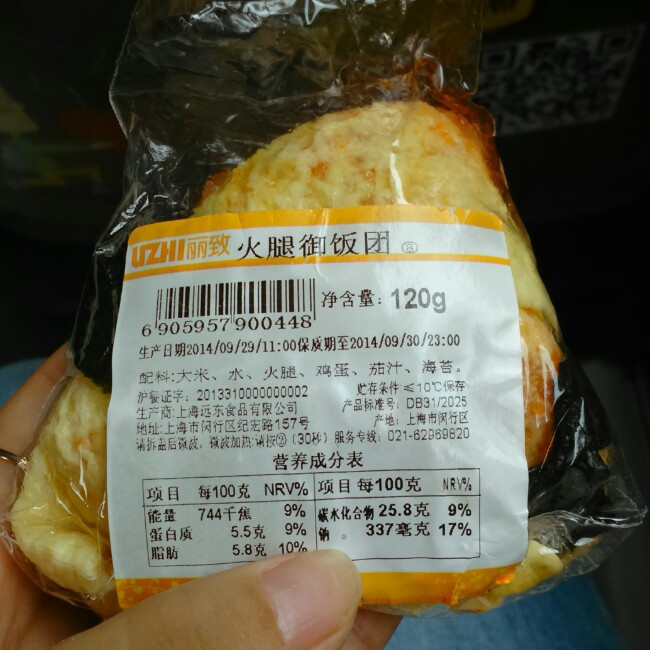 UZHI 丽致 火腿御饭团 ⑧
净含量: 120g
6 905957 900448
生产日期2014/09/29/11:00保质期至2014/09/30/23:00
配料:大米、水、火腿、鸡蛋、茄汁、海苔。
沪餐证字: 2013310000000002 贮存条件:≤10℃保存
生产商:上海远东食品有限公司 产品标准号: DB31/2025
地址:上海市闵行区纪宏路157号 产地: 上海市闵行区
请拆盖后微波, 微波加热:请按②(30秒) 服务专线: 021-62969820
营养成分表
项目 每100克 NRV% 项目 每100克 NRV%
能量 744千焦 9% 碳水化合物 25.8克 9%
蛋白质 5.5克 9% 钠 。 337毫克 17%
脂肪 5.8克 10%